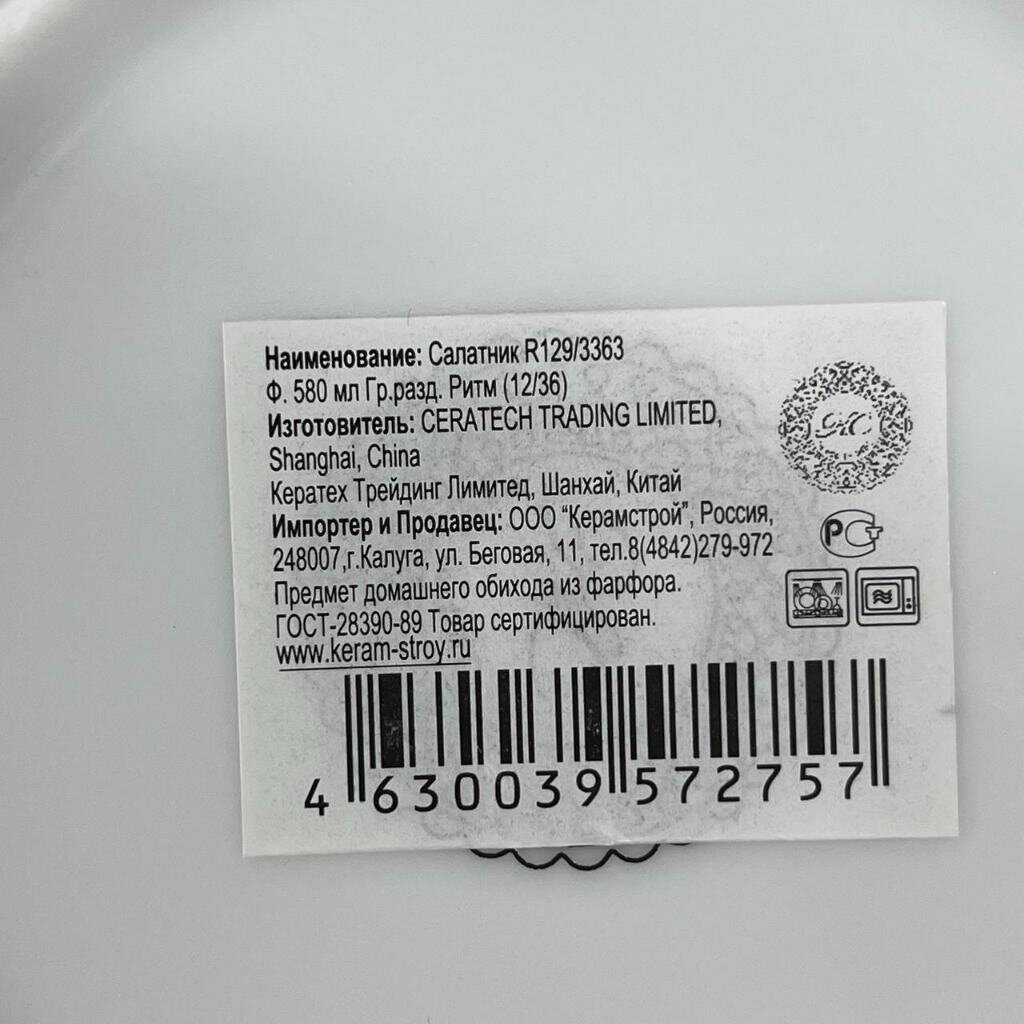 Наименование: Салатник R129/3363
Ф. 580 мл Гр.разд. Ритм (12/36)
Изготовитель: CERATECH TRADING LIMITED,
Shanghai, China
Кератех Трейдинг Лимитед, Шанхай, Китай
Импортер и Продавец: ООО “Керамстрой”, Россия,
248007,г.Калуга, ул. Беговая, 11, тел.8(4842)279-972
Предмет домашнего обихода из фарфора.
ГОСТ-28390-89 Товар сертифицирован.
www.keram-stroy.ru
4 630039 572757